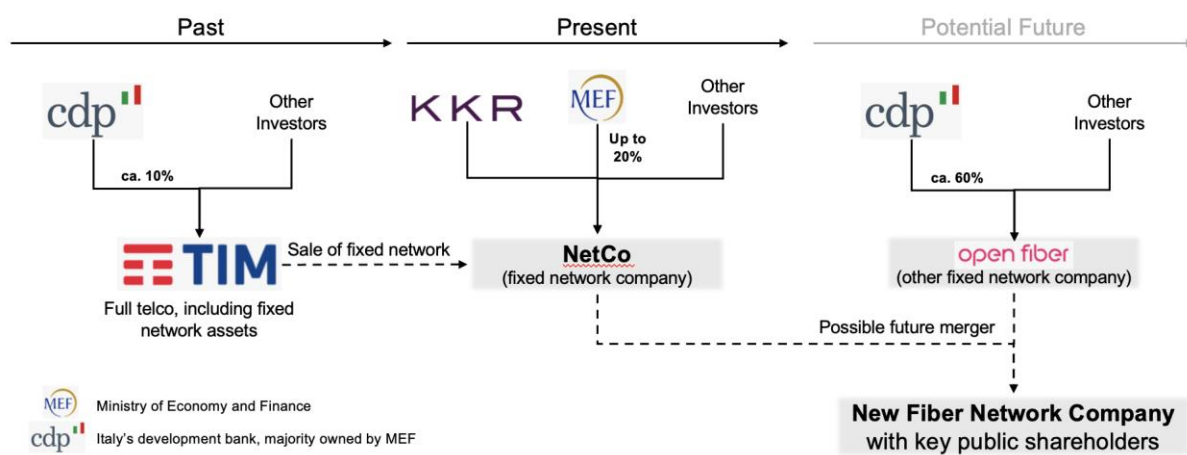 Past
Present
Potential Future
cdp
Other
Investors
KKR
MEF
Other
Investors
cdp
Other
Investors
ca. 10%
Up to
20%
ca. 60%
TIM
Sale of fixed network
NetCo
(fixed network company)
open fiber
(other fixed network company)
Full telco, including fixed
network assets
Possible future merger
MEF
Ministry of Economy and Finance
cdp
Italy's development bank, majority owned by MEF
New Fiber Network Company
with key public shareholders